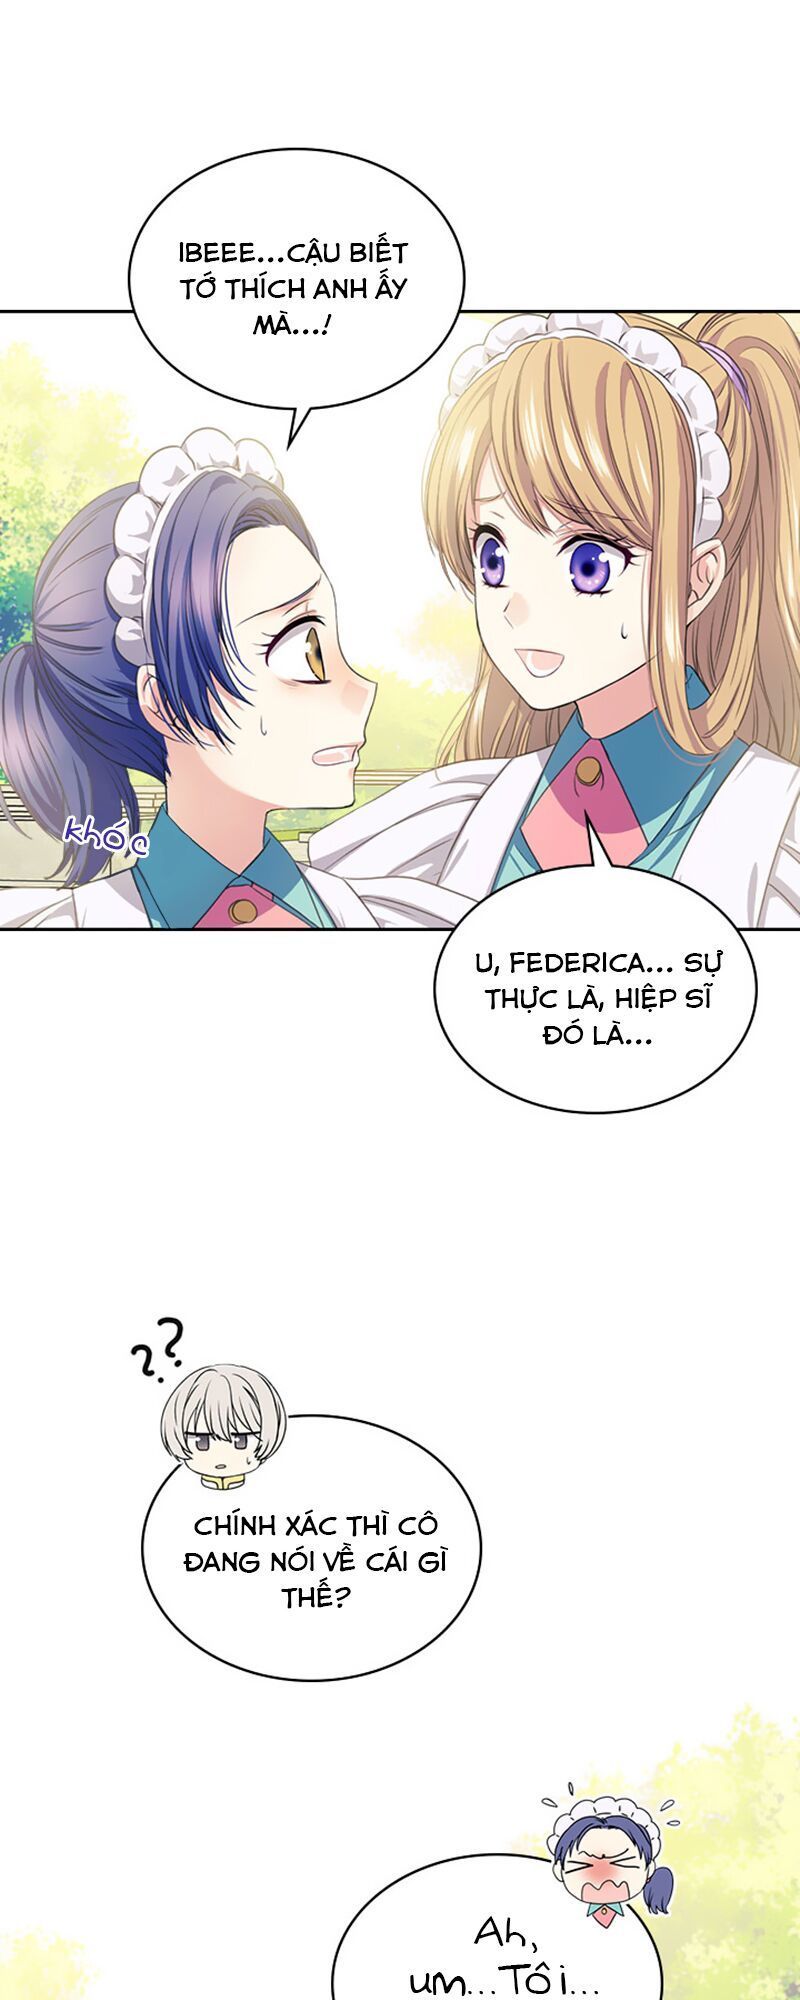 IBEEE...CẬU BIẾT
TỚ THÍCH ANH ẤY
MÀ...!
khóc
U, FEDERICA... SỰ
THỰC LÀ, HIỆP SĨ
ĐÓ LÀ...
??
CHÍNH XÁC THÌ CÔ
ĐANG NÓI VỀ CÁI GÌ
THẾ?
Ah,
um...Tôi...